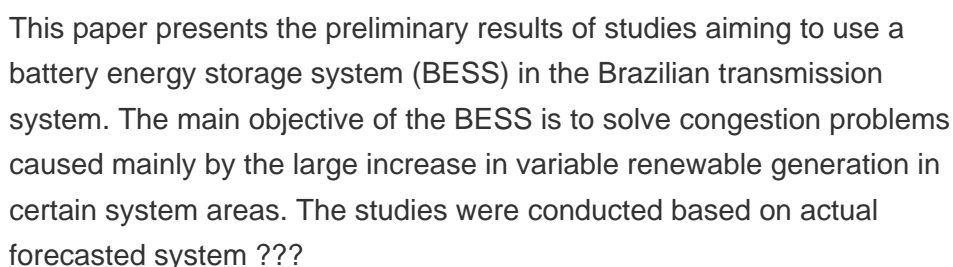 This paper presents the preliminary results of studies aiming to use a
battery energy storage system (BESS) in the Brazilian transmission
system. The main objective of the BESS is to solve congestion problems
caused mainly by the large increase in variable renewable generation in
certain system areas. The studies were conducted based on actual
forecasted system ???